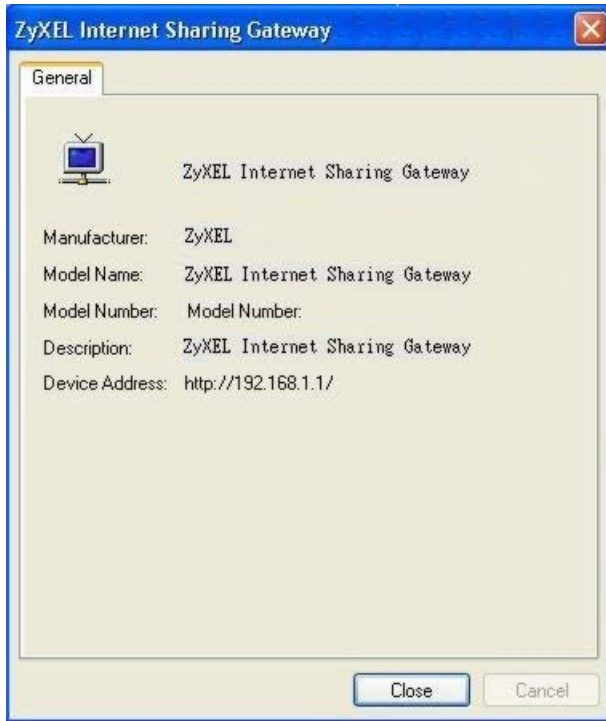 ZyXEL Internet Sharing Gateway
General
ZyXEL Internet Sharing Gateway
Manufacturer: ZyXEL
Model Name: ZyXEL Internet Sharing Gateway
Model Number: Model Number:
Description: ZyXEL Internet Sharing Gateway
Device Address: http://192.168.1.1/
Close Cancel